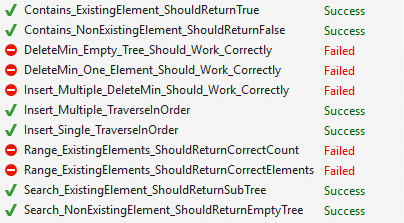 Contains_ExistingElement_ShouldReturnTrue Success
Contains_NonExistingElement_ShouldReturnFalse Success
DeleteMin_Empty_Tree_Should_Work_Correctly Failed
DeleteMin_One_Element_Should_Work_Correctly Failed
Insert_Multiple_DeleteMin_Should_Work_Correctly Failed
Insert_Multiple_TraverseInOrder Success
Insert_Single_TraverseInOrder Success
Range_ExistingElements_ShouldReturnCorrectCount Failed
Range_ExistingElements_ShouldReturnCorrectElements Failed
Search_ExistingElement_ShouldReturnSubTree Success
Search_NonExistingElement_ShouldReturnEmptyTree Success